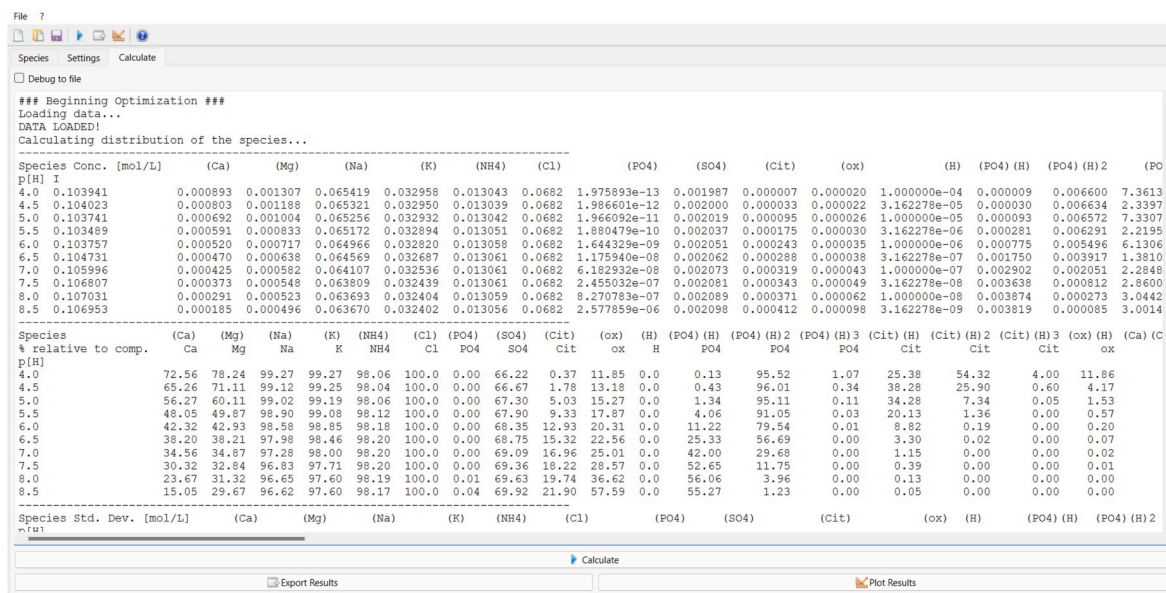 File ?
Species Settings Calculate
Debug to file
### Beginning Optimization ###
Loading data...
DATA LOADED!
Calculating distribution of the species...
--------------------------------------------------------------------------------
Species Conc. [mol/L] (Ca) (Mg) (Na) (K) (NH4) (Cl) (PO4) (SO4) (Cit) (ox) (H) (PO4)(H) (PO4)(H)2 (PO
p[H] I
4.0 0.103941 0.000893 0.001307 0.065419 0.032958 0.013043 0.0682 1.975893e-13 0.001987 0.000007 0.000020 1.000000e-04 0.000009 0.006600 7.3613
4.5 0.104023 0.000803 0.001188 0.065321 0.032950 0.013039 0.0682 1.986601e-12 0.002000 0.000033 0.000022 3.162278e-05 0.000030 0.006634 2.3397
5.0 0.103741 0.000692 0.001004 0.065256 0.032932 0.013042 0.0682 1.966092e-11 0.002019 0.000095 0.000026 1.000000e-05 0.000093 0.006572 7.3307
5.5 0.103489 0.000591 0.000833 0.065172 0.032894 0.013051 0.0682 1.880479e-10 0.002037 0.000175 0.000030 3.162278e-06 0.000281 0.006291 2.2195
6.0 0.103757 0.000520 0.000717 0.064966 0.032820 0.013058 0.0682 1.644329e-09 0.002051 0.000243 0.000035 1.000000e-06 0.000775 0.005496 6.1306
6.5 0.104731 0.000470 0.000638 0.064569 0.032687 0.013061 0.0682 1.175940e-08 0.002062 0.000288 0.000038 3.162278e-07 0.001750 0.003917 1.3810
7.0 0.105996 0.000425 0.000582 0.064107 0.032536 0.013061 0.0682 6.182932e-08 0.002073 0.000319 0.000043 1.000000e-07 0.002902 0.002051 2.2848
7.5 0.106807 0.000373 0.000548 0.063809 0.032439 0.013061 0.0682 2.455032e-07 0.002081 0.000343 0.000049 3.162278e-08 0.003638 0.000812 2.8600
8.0 0.107031 0.000291 0.000523 0.063693 0.032404 0.013059 0.0682 8.270783e-07 0.002089 0.000371 0.000062 1.000000e-08 0.003874 0.000273 3.0442
8.5 0.106953 0.000185 0.000496 0.063670 0.032402 0.013056 0.0682 2.577859e-06 0.002098 0.000412 0.000098 3.162278e-09 0.003819 0.000085 3.0014
--------------------------------------------------------------------------------
Species (Ca) (Mg) (Na) (K) (NH4) (Cl) (PO4) (SO4) (Cit) (ox) (H) (PO4)(H) (PO4)(H)2 (PO4)(H)3 (Cit)(H) (Cit)(H)2 (Cit)(H)3 (ox)(H) (Ca)(C
% relative to comp. Ca Mg Na K NH4 Cl PO4 SO4 Cit ox H PO4 PO4 PO4 Cit Cit Cit ox
p[H]
4.0 72.56 78.24 99.27 99.27 98.06 100.0 0.00 66.22 0.37 11.85 0.0 0.13 95.52 1.07 25.38 54.32 4.00 11.86
4.5 65.26 71.11 99.12 99.25 98.04 100.0 0.00 66.67 1.78 13.18 0.0 0.43 96.01 0.34 38.28 25.90 0.60 4.17
5.0 56.27 60.11 99.02 99.19 98.06 100.0 0.00 67.30 5.03 15.27 0.0 1.34 95.11 0.11 34.28 7.34 0.05 1.53
5.5 48.05 49.87 98.90 99.08 98.12 100.0 0.00 67.90 9.33 17.87 0.0 4.06 91.05 0.03 20.13 1.36 0.00 0.57
6.0 42.32 42.93 98.58 98.85 98.18 100.0 0.00 68.35 12.93 20.31 0.0 11.22 79.54 0.01 8.82 0.19 0.00 0.20
6.5 38.20 38.21 97.98 98.46 98.20 100.0 0.00 68.75 15.32 22.56 0.0 25.33 56.69 0.00 3.30 0.02 0.00 0.07
7.0 34.56 34.87 97.28 98.00 98.20 100.0 0.00 69.09 16.96 25.01 0.0 42.00 29.68 0.00 1.15 0.00 0.00 0.02
7.5 30.32 32.84 96.83 97.71 98.20 100.0 0.00 69.36 18.22 28.57 0.0 52.65 11.75 0.00 0.39 0.00 0.00 0.01
8.0 23.67 31.32 96.65 97.60 98.19 100.0 0.01 69.63 19.74 36.62 0.0 56.06 3.96 0.00 0.13 0.00 0.00 0.00
8.5 15.05 29.67 96.62 97.60 98.17 100.0 0.04 69.92 21.90 57.59 0.0 55.27 1.23 0.00 0.05 0.00 0.00 0.00
--------------------------------------------------------------------------------
Species Std. Dev. [mol/L] (Ca) (Mg) (Na) (K) (NH4) (Cl) (PO4) (SO4) (Cit) (ox) (H) (PO4)(H) (PO4)(H)2
p[H]
Calculate
Export Results Plot Results